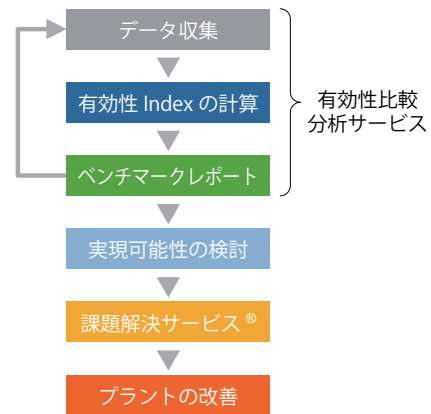 データ収集
有効性 Index の計算
ベンチマークレポート
有効性比較
分析サービス
実現可能性の検討
課題解決サービス®
プラントの改善